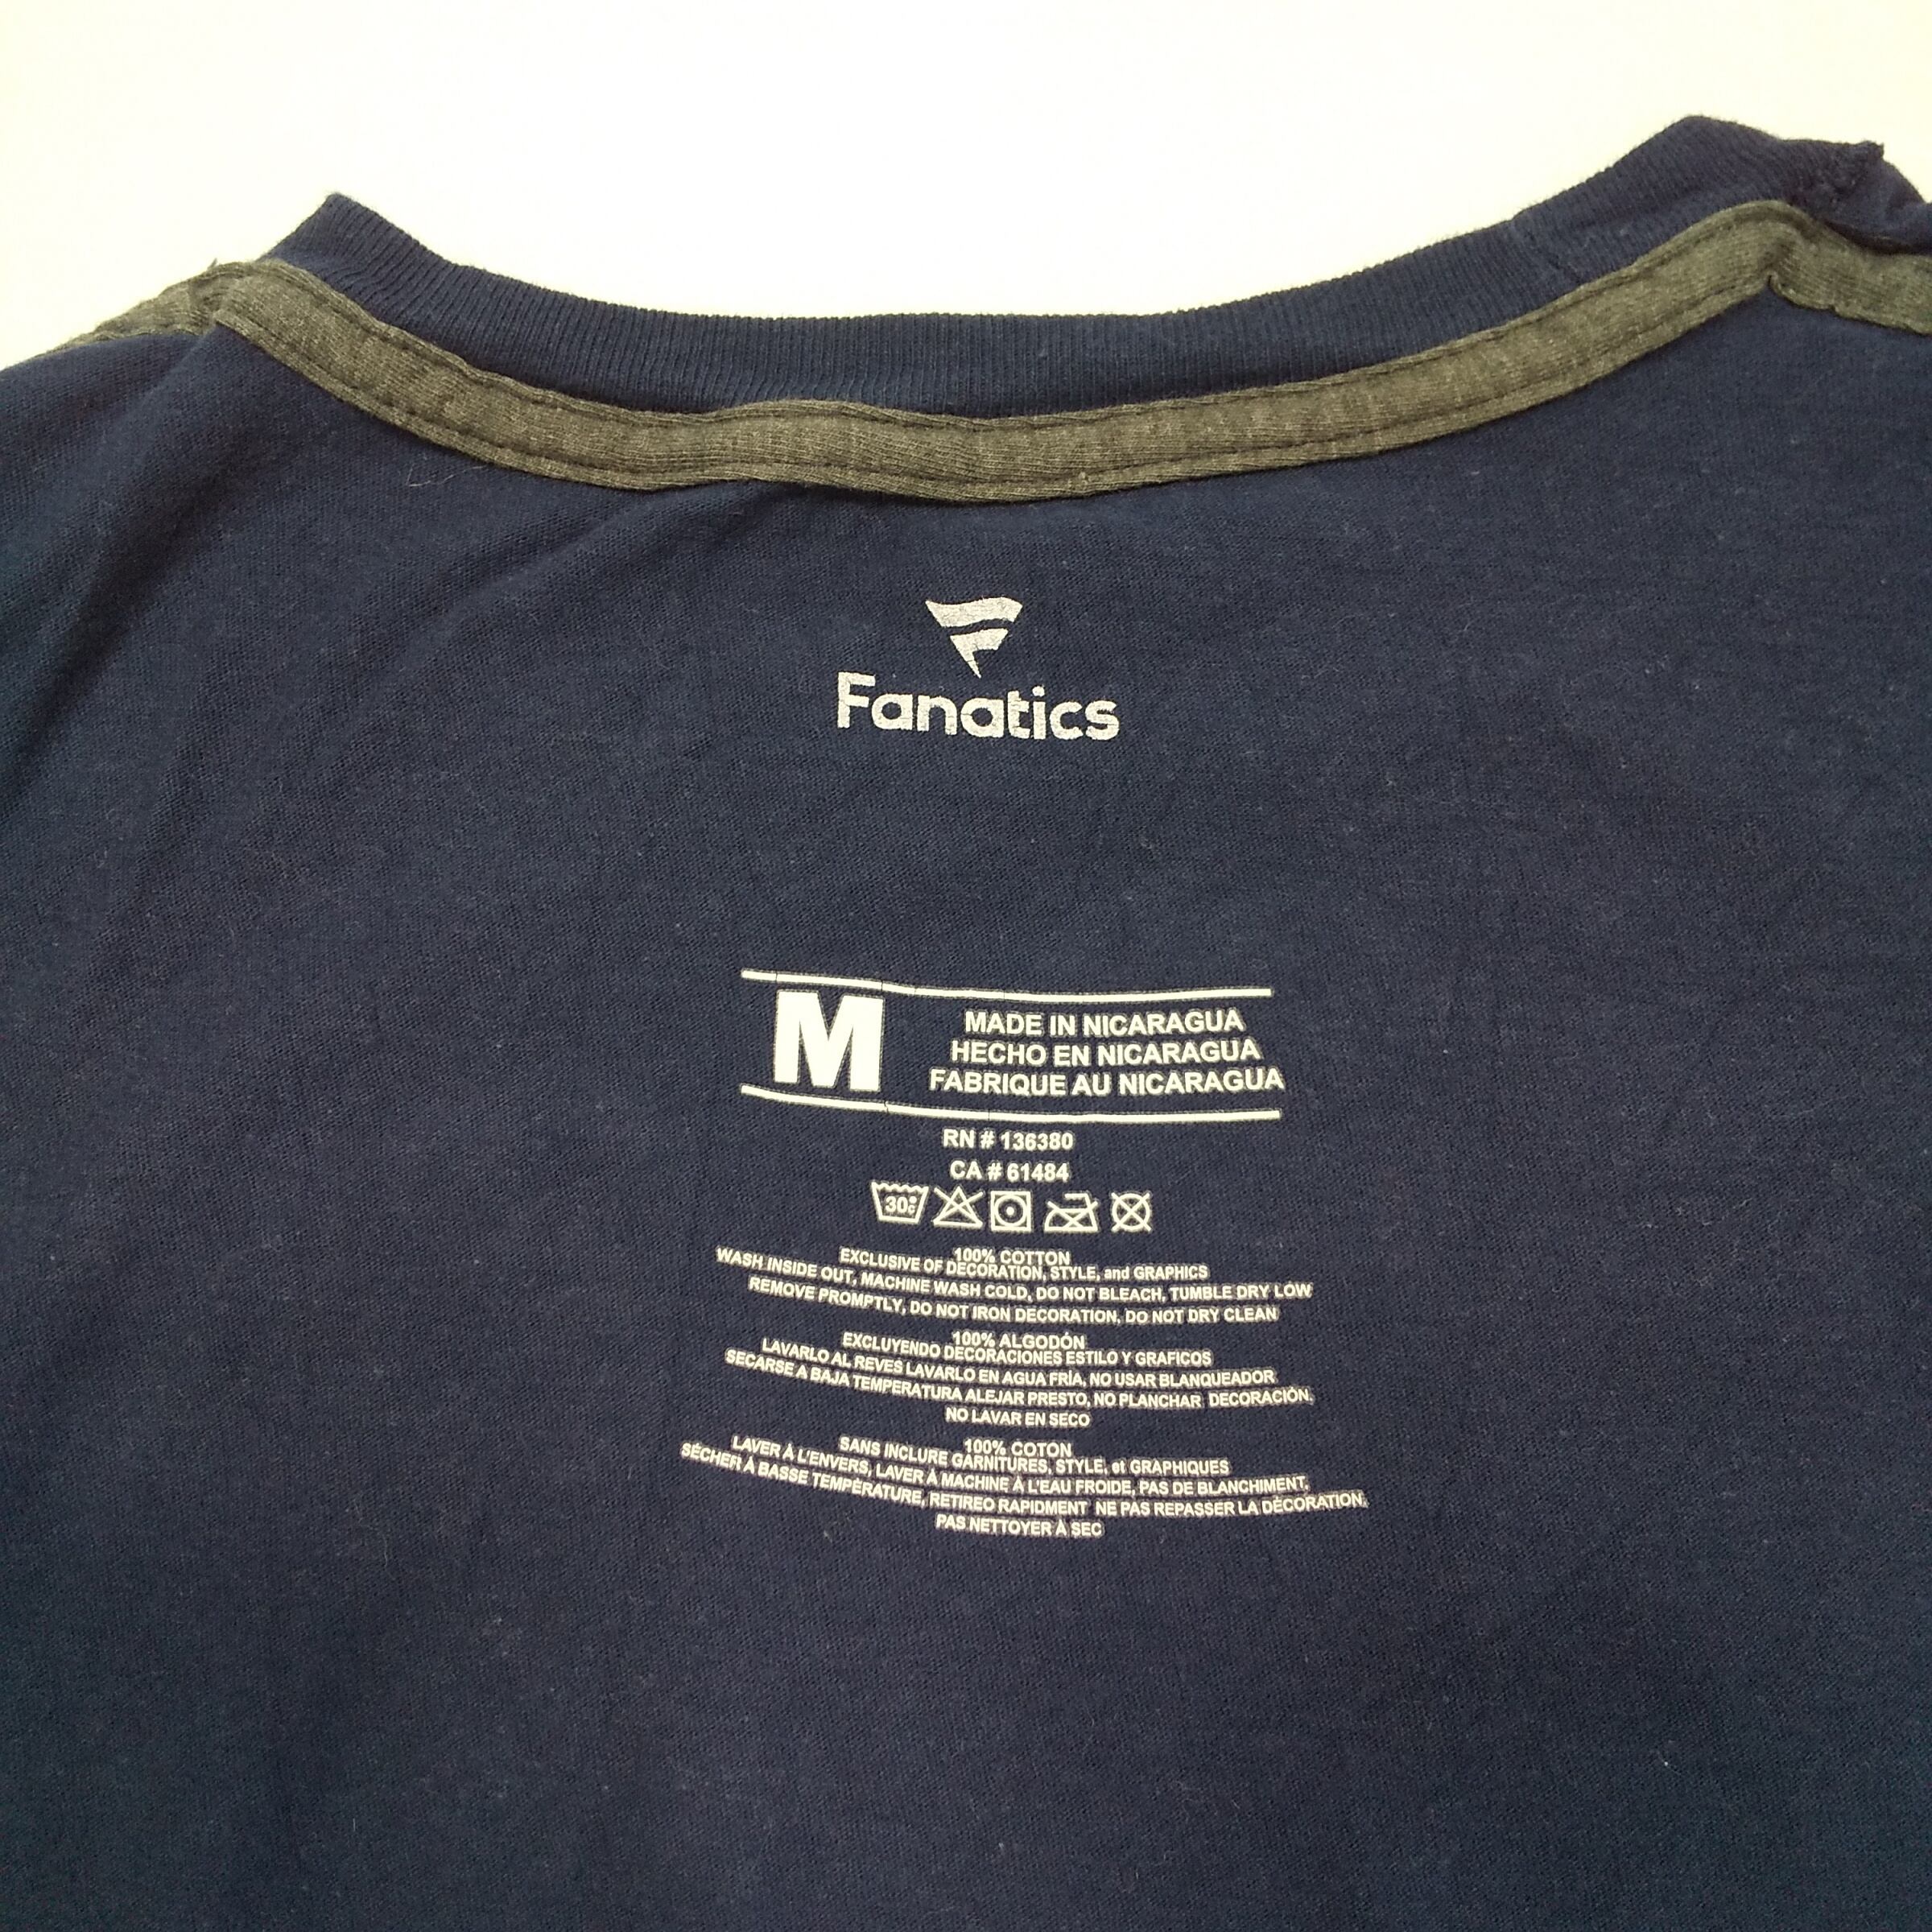 Fanatics
M
MADE IN NICARAGUA
HECHO EN NICARAGUA
FABRIQUE AU NICARAGUA
RN # 136380
CA # 61484
30c
100% COTTON
EXCLUSIVE OF DECORATION, STYLE, and GRAPHICS
WASH INSIDE OUT, MACHINE WASH COLD, DO NOT BLEACH, TUMBLE DRY LOW
REMOVE PROMPTLY, DO NOT IRON DECORATION, DO NOT DRY CLEAN
100% ALGODÓN
EXCLUYENDO DECORACIONES ESTILO Y GRAFICOS
LAVARLO AL REVES LAVARLO EN AGUA FRÍA, NO USAR BLANQUEADOR
SECARSE A BAJA TEMPERATURA ALEJAR PRESTO, NO PLANCHAR DECORACIÓN,
NO LAVAR EN SECO
100% COTON
SANS INCLURE GARNITURES, STYLE, et GRAPHIQUES
LAVER À L'ENVERS, LAVER À MACHINE À L'EAU FROIDE, PAS DE BLANCHIMENT,
SÉCHER À BASSE TEMPÉRATURE, RETIREO RAPIDMENT NE PAS REPASSER LA DÉCORATION,
PAS NETTOYER À SEC